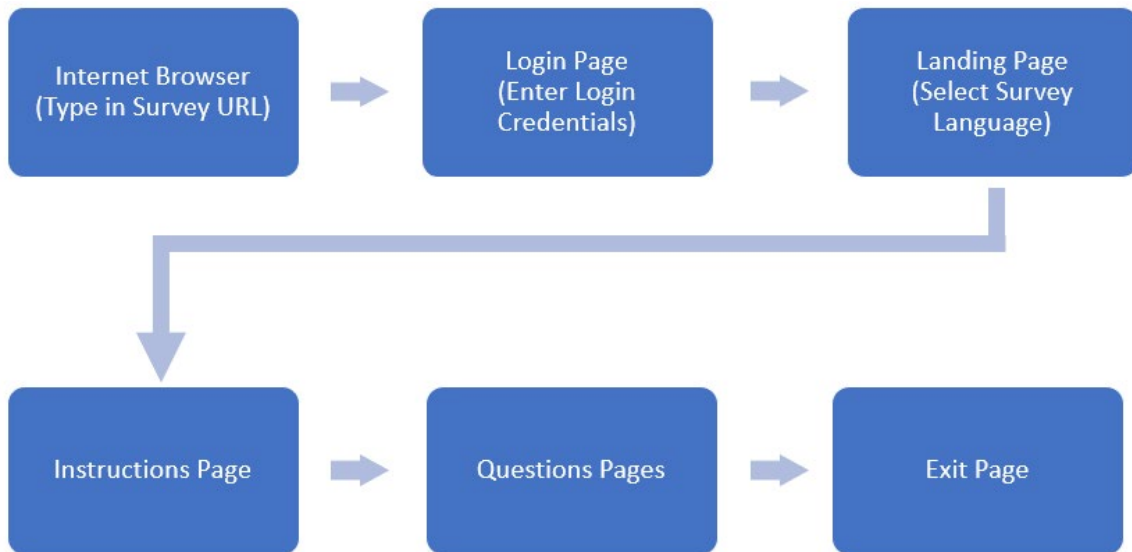 Internet Browser
(Type in Survey URL)
Login Page
(Enter Login
Credentials)
Landing Page
(Select Survey
Language)
Instructions Page
Questions Pages
Exit Page